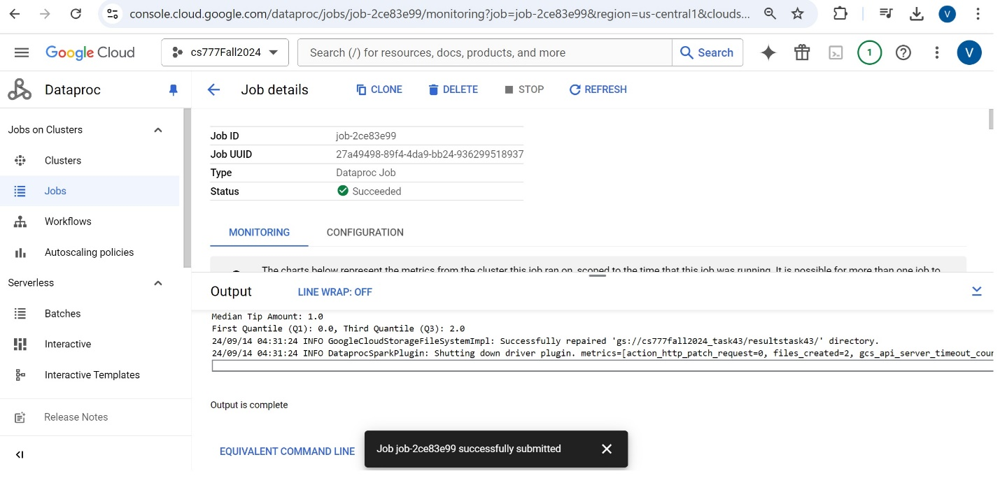 console.cloud.google.com/dataproc/jobs/job-2ce83e99/monitoring?job=job-2ce83e99&region=us-central1&clouds...
V
Google Cloud
cs777Fall2024
Search (/) for resources, docs, products, and more
Search
1
V
Dataproc
Job details
CLONE
DELETE
STOP
REFRESH
Jobs on Clusters
Clusters
Jobs
Workflows
Autoscaling policies
Serverless
Batches
Interactive
Interactive Templates
Release Notes
Job ID job-2ce83e99
Job UUID 27a49498-89f4-4da9-bb24-936299518937
Type Dataproc Job
Status Succeeded
MONITORING
CONFIGURATION
The charts below represent the metrics from the cluster this job ran on, scoped to the time that this job was running. It is possible for more than one job to
Output
LINE WRAP: OFF
Median Tip Amount: 1.0
First Quantile (Q1): 0.0, Third Quantile (Q3): 2.0
24/09/14 04:31:24 INFO GoogleCloudStorageFileSystemImpl: Successfully repaired 'gs://cs777fall2024_task43/resultstask43/' directory.
24/09/14 04:31:24 INFO DataprocSparkPlugin: Shutting down driver plugin. metrics=[action_http_patch_request=0, files_created=2, gcs_api_server_timeout_cour
Output is complete
EQUIVALENT COMMAND LINE
Job job-2ce83e99 successfully submitted